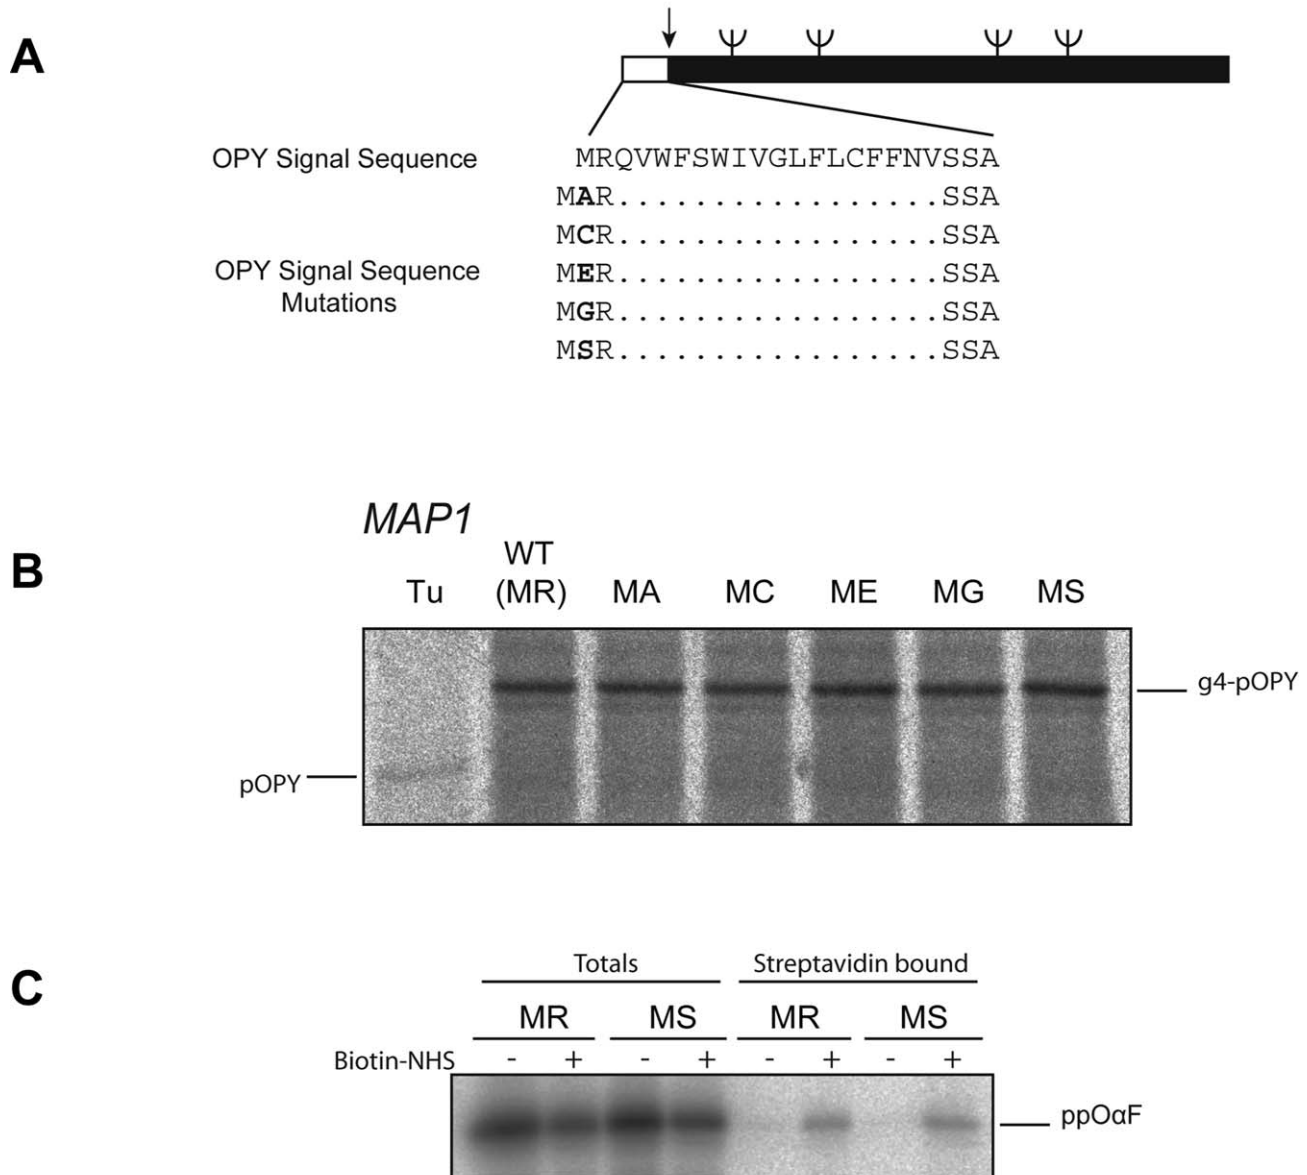 A
OPY Signal Sequence
MRQVWFSWIVGLFLCFFNVSSA
MAR.................SSA
MCR.................SSA
OPY Signal Sequence
Mutations
MER.................SSA
MGR.................SSA
MSR.................SSA
B
MAP1
Tu WT (MR) MA MC ME MG MS
g4-pOPY
pOPY
C
Totals Streptavidin bound
MR MS MR MS
Biotin-NHS - + - + - + - +
ppOαF